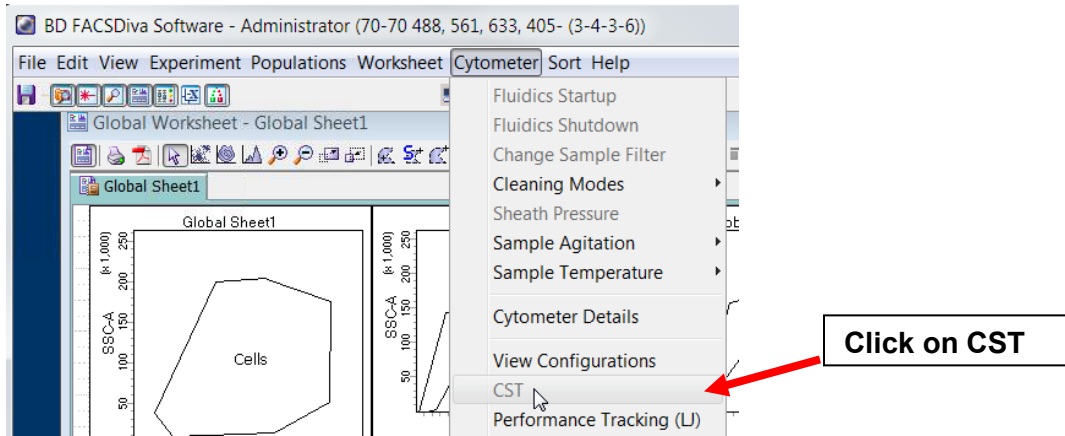 BD FACSDiva Software - Administrator (70-70 488, 561, 633, 405- (3-4-3-6))
File Edit View Experiment Populations Worksheet Cytometer Sort Help
Global Worksheet - Global Sheet1
Global Sheet1
Fluidics Startup
Fluidics Shutdown
Change Sample Filter
Cleaning Modes
Sheath Pressure
Sample Agitation
Sample Temperature
Cytometer Details
View Configurations
CST
Performance Tracking (LJ)
Global Sheet1
(x 1,000)
SSC-A
50 100 150 200 250
Cells
(x 1,000)
SSC-A
50 100 150 200 250
Click on CST